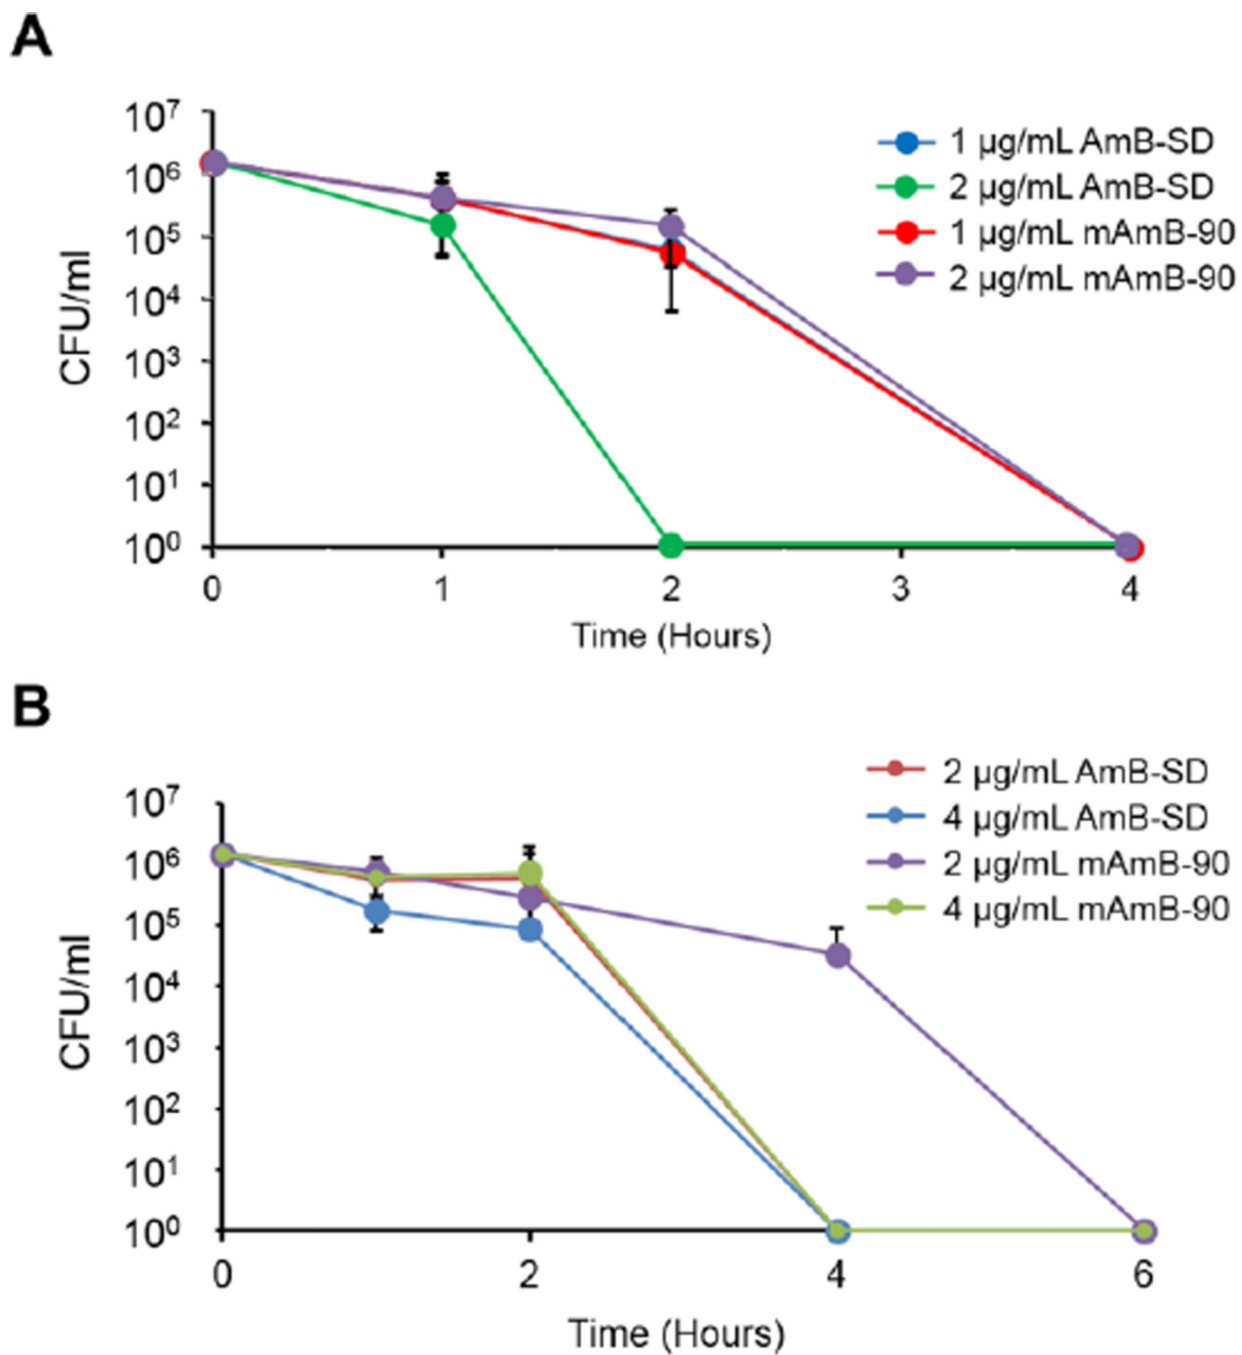 A
10⁷
10⁶
10⁵
10⁴
10³
10²
10¹
10⁰
CFU/ml
0 1 2 3 4
Time (Hours)
1 µg/mL AmB-SD
2 µg/mL AmB-SD
1 µg/mL mAmB-90
2 µg/mL mAmB-90
B
10⁷
10⁶
10⁵
10⁴
10³
10²
10¹
10⁰
CFU/ml
0 2 4 6
Time (Hours)
2 µg/mL AmB-SD
4 µg/mL AmB-SD
2 µg/mL mAmB-90
4 µg/mL mAmB-90